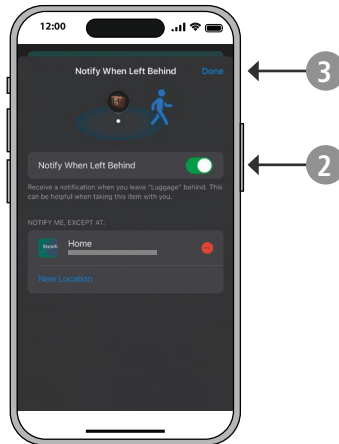 12:00
Notify When Left Behind Done
3
Notify When Left Behind
2
Receive a notification when you leave "Luggage" behind. This
can be helpful when taking this item with you.
NOTIFY ME, EXCEPT AT:
Home
New Location